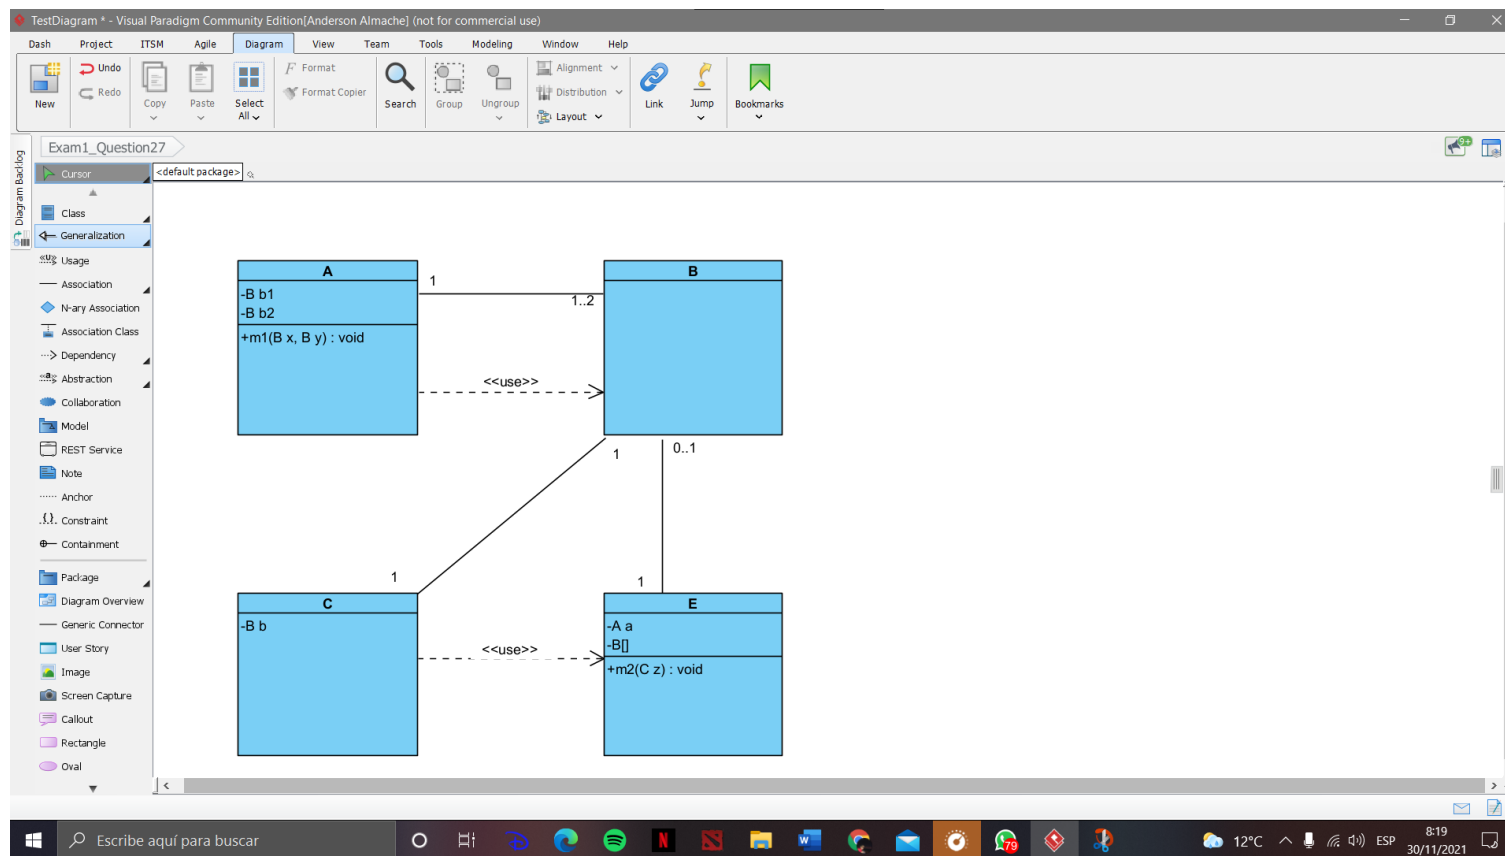 TestDiagram * - Visual Paradigm Community Edition[Anderson Almache] (not for commercial use)
Dash Project ITSM Agile Diagram View Team Tools Modeling Window Help
New
Undo
Redo
Copy
Paste
Select
All
Format
Format Copier
Search
Group
Ungroup
Alignment
Distribution
Layout
Link
Jump
Bookmarks
Exam1_Question27
9+
Diagram Backlog
Cursor
<default package>
Class
Generalization
Usage
Association
N-ary Association
Association Class
Dependency
Abstraction
Collaboration
Model
REST Service
Note
Anchor
Constraint
Containment
Package
Diagram Overview
Generic Connector
User Story
Image
Screen Capture
Callout
Rectangle
Oval
A
-B b1
-B b2
+m1(B x, B y) : void
1
1..2
B
<<use>>
1
0..1
1
1
C
-B b
<<use>>
E
-A a
-B[]
+m2(C z) : void
Escribe aquí para buscar
79
12°C
ESP
8:19
30/11/2021